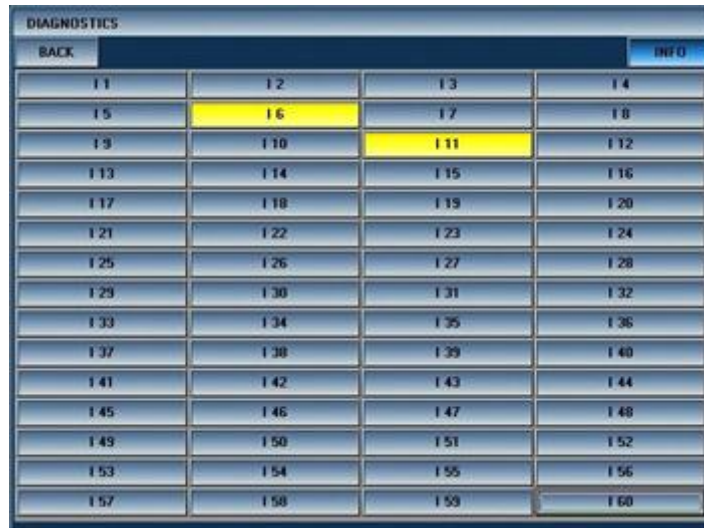 DIAGNOSTICS
BACK INFO
I 1 I 2 I 3 I 4
I 5 I 6 I 7 I 8
I 9 I 10 I 11 I 12
I 13 I 14 I 15 I 16
I 17 I 18 I 19 I 20
I 21 I 22 I 23 I 24
I 25 I 26 I 27 I 28
I 29 I 30 I 31 I 32
I 33 I 34 I 35 I 36
I 37 I 38 I 39 I 40
I 41 I 42 I 43 I 44
I 45 I 46 I 47 I 48
I 49 I 50 I 51 I 52
I 53 I 54 I 55 I 56
I 57 I 58 I 59 I 60